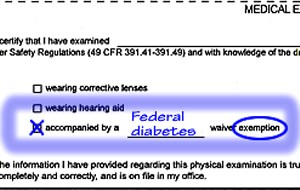 MEDICAL E
certify that I have examined
er Safety Regulations (49 CFR 391.41-391.49) and with knowledge of the d
wearing corrective lenses
wearing hearing aid
accompanied by a Federal diabetes waiver exemption
he information I have provided regarding this physical examination is tru
completely and correctly, and is on file in my office.